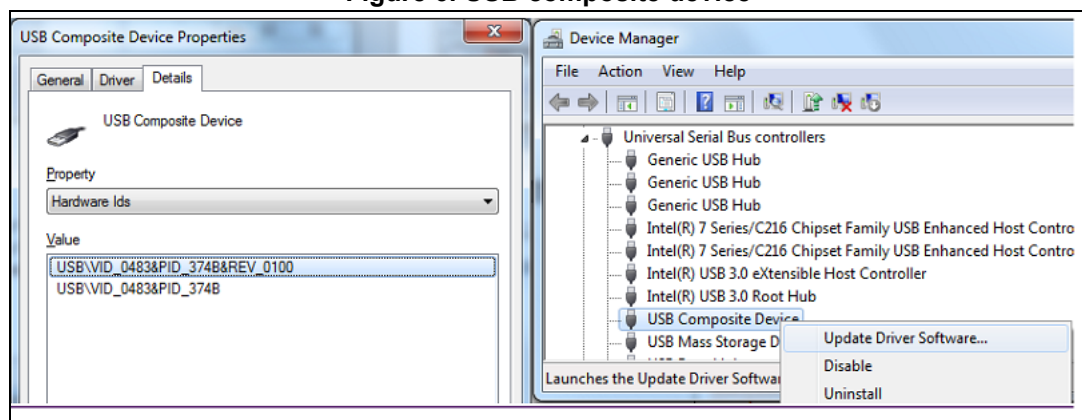 USB Composite Device Properties
General Driver Details
USB Composite Device
Property
Hardware Ids
Value
USB\VID_0483&PID_374B&REV_0100
USB\VID_0483&PID_374B
Device Manager
File Action View Help
Universal Serial Bus controllers
Generic USB Hub
Generic USB Hub
Generic USB Hub
Intel(R) 7 Series/C216 Chipset Family USB Enhanced Host Contro
Intel(R) 7 Series/C216 Chipset Family USB Enhanced Host Contro
Intel(R) USB 3.0 eXtensible Host Controller
Intel(R) USB 3.0 Root Hub
USB Composite Device
USB Mass Storage D
Launches the Update Driver Softwa
Update Driver Software...
Disable
Uninstall